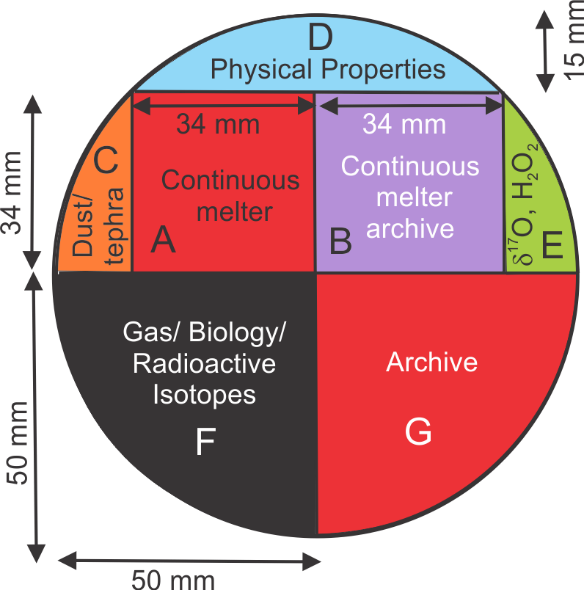 D
Physical Properties
15 mm
34 mm
34 mm
34 mm
C
Dust/
tephra
Continuous
melter
A
Continuous
melter
archive
B
δ¹⁷O, H₂O₂
E
Gas/ Biology/
Radioactive
Isotopes
F
Archive
G
50 mm
50 mm